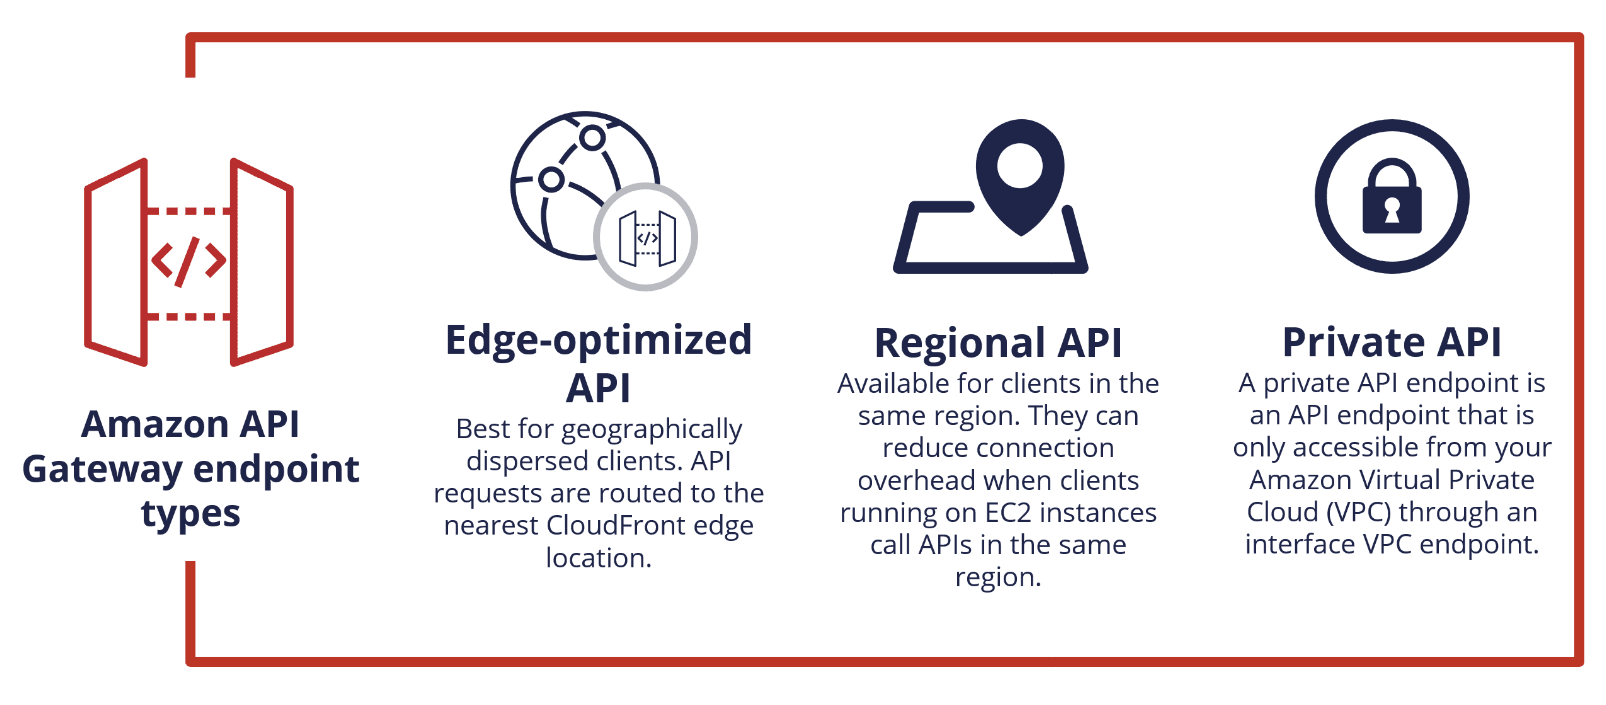 Amazon API
Gateway endpoint
types
Edge-optimized
API
Best for geographically
dispersed clients. API
requests are routed to the
nearest CloudFront edge
location.
Regional API
Available for clients in the
same region. They can
reduce connection
overhead when clients
running on EC2 instances
call APIs in the same
region.
Private API
A private API endpoint is
an API endpoint that is
only accessible from your
Amazon Virtual Private
Cloud (VPC) through an
interface VPC endpoint.